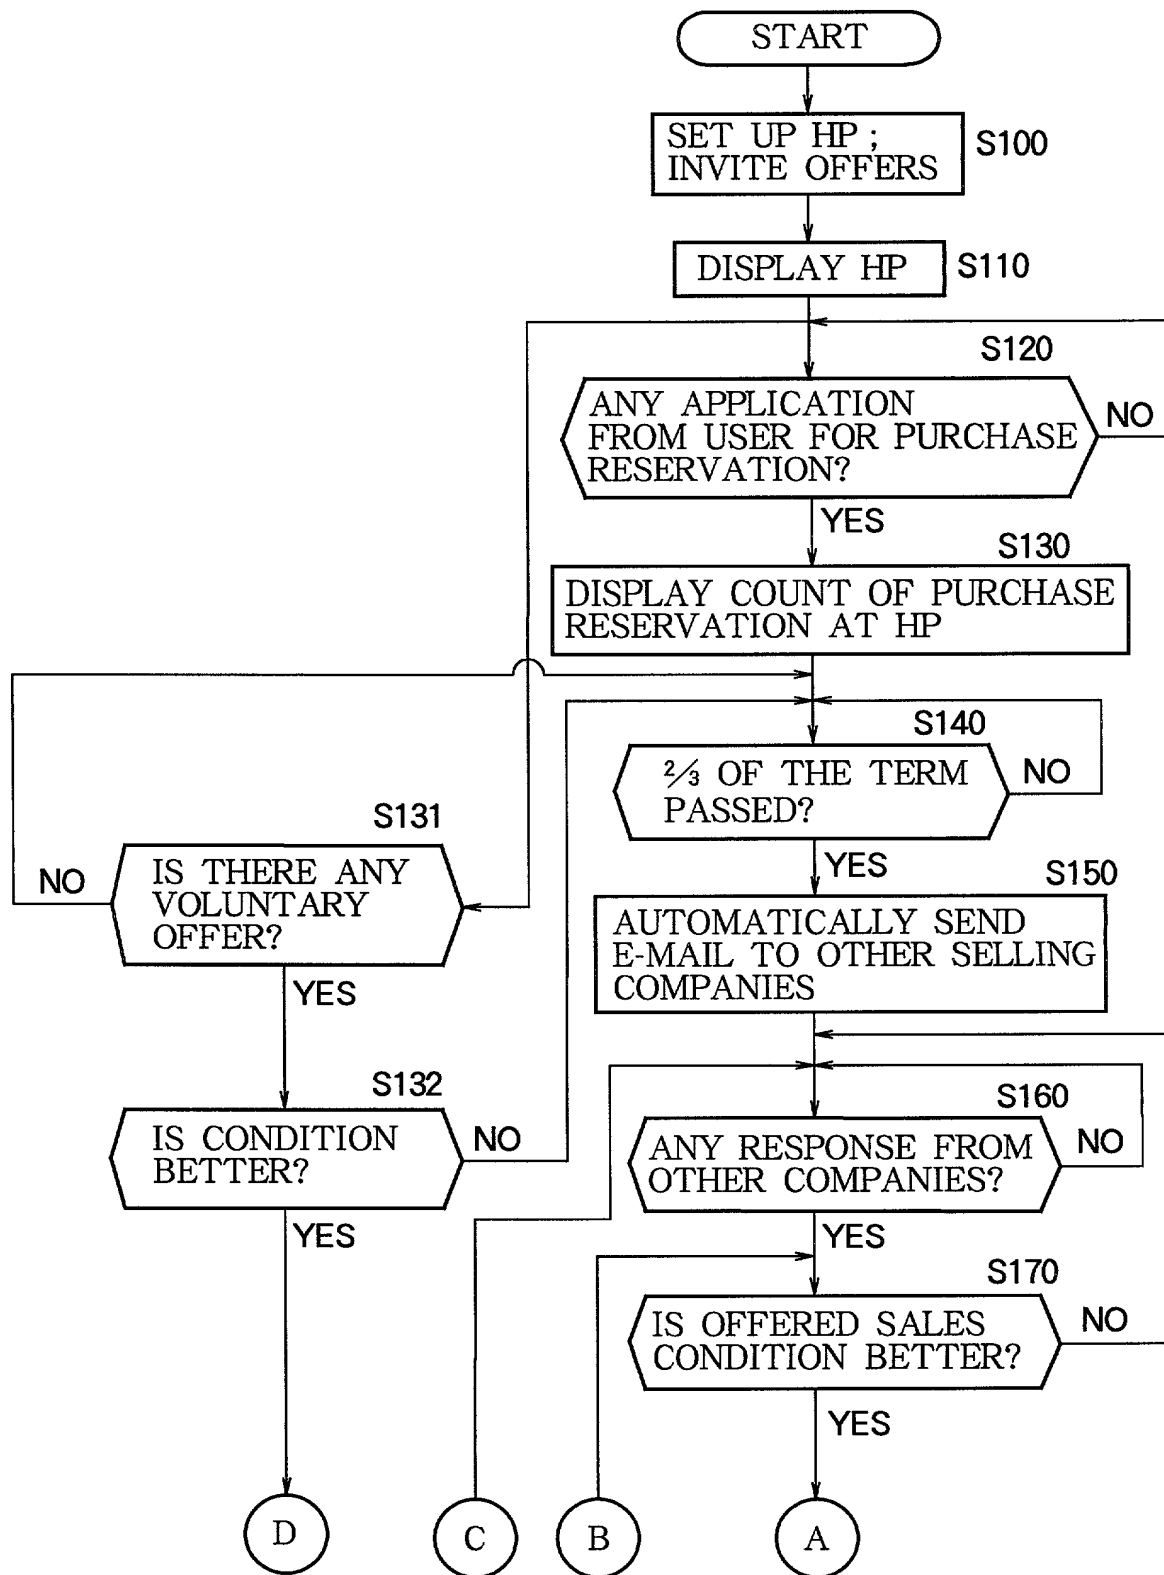 START
SET UP HP ;
INVITE OFFERS
S100
DISPLAY HP
S110
S120
ANY APPLICATION
FROM USER FOR PURCHASE
RESERVATION?
NO
YES
S130
DISPLAY COUNT OF PURCHASE
RESERVATION AT HP
S140
⅔ OF THE TERM
PASSED?
NO
YES
S131
IS THERE ANY
VOLUNTARY
OFFER?
NO
YES
S150
AUTOMATICALLY SEND
E-MAIL TO OTHER SELLING
COMPANIES
S132
IS CONDITION
BETTER?
NO
YES
S160
ANY RESPONSE FROM
OTHER COMPANIES?
NO
YES
S170
IS OFFERED SALES
CONDITION BETTER?
NO
YES
D
C
B
A